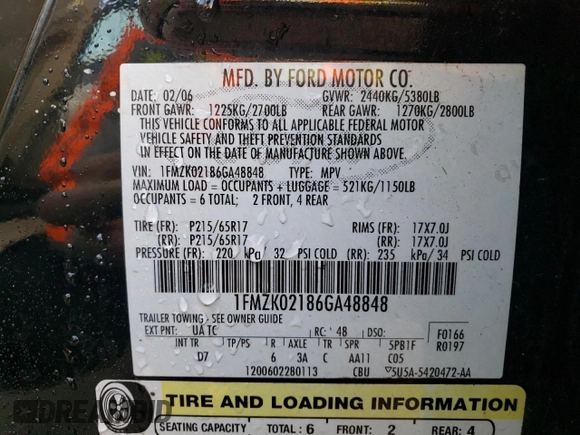 MFD. BY FORD MOTOR CO.
DATE: 02/06 GVWR: 2440KG/5380LB
FRONT GAWR: 1225KG/2700LB REAR GAWR: 1270KG/2800LB
THIS VEHICLE CONFORMS TO ALL APPLICABLE FEDERAL MOTOR
VEHICLE SAFETY AND THEFT PREVENTION STANDARDS
IN EFFECT ON THE DATE OF MANUFACTURE SHOWN ABOVE.
VIN: 1FMZK02186GA48848 TYPE: MPV
MAXIMUM LOAD = OCCUPANTS + LUGGAGE = 521KG/1150LB
OCCUPANTS = 6 TOTAL: 2 FRONT, 4 REAR
TIRE (FR): P215/65R17 RIMS (FR): 17X7.0J
(RR): P215/65R17 (RR): 17X7.0J
PRESSURE (FR): 220 kPa/ 32 PSI COLD (RR): 235 kPa/ 34 PSI COLD
1FMZK02186GA48848
TRAILER TOWING - SEE OWNER GUIDE
EXT PNT: UA TC RC: 48 DSO: F0166
INT TR TP/PS R AXLE TR SPR SPB1F R0197
D7 6 3A C AA11 C05
1200602280113 CBU 5U5A-5420472-AA
TIRE AND LOADING INFORMATION
SEATING CAPACITY TOTAL : 6 FRONT: 2 REAR: 4
DREAMBID